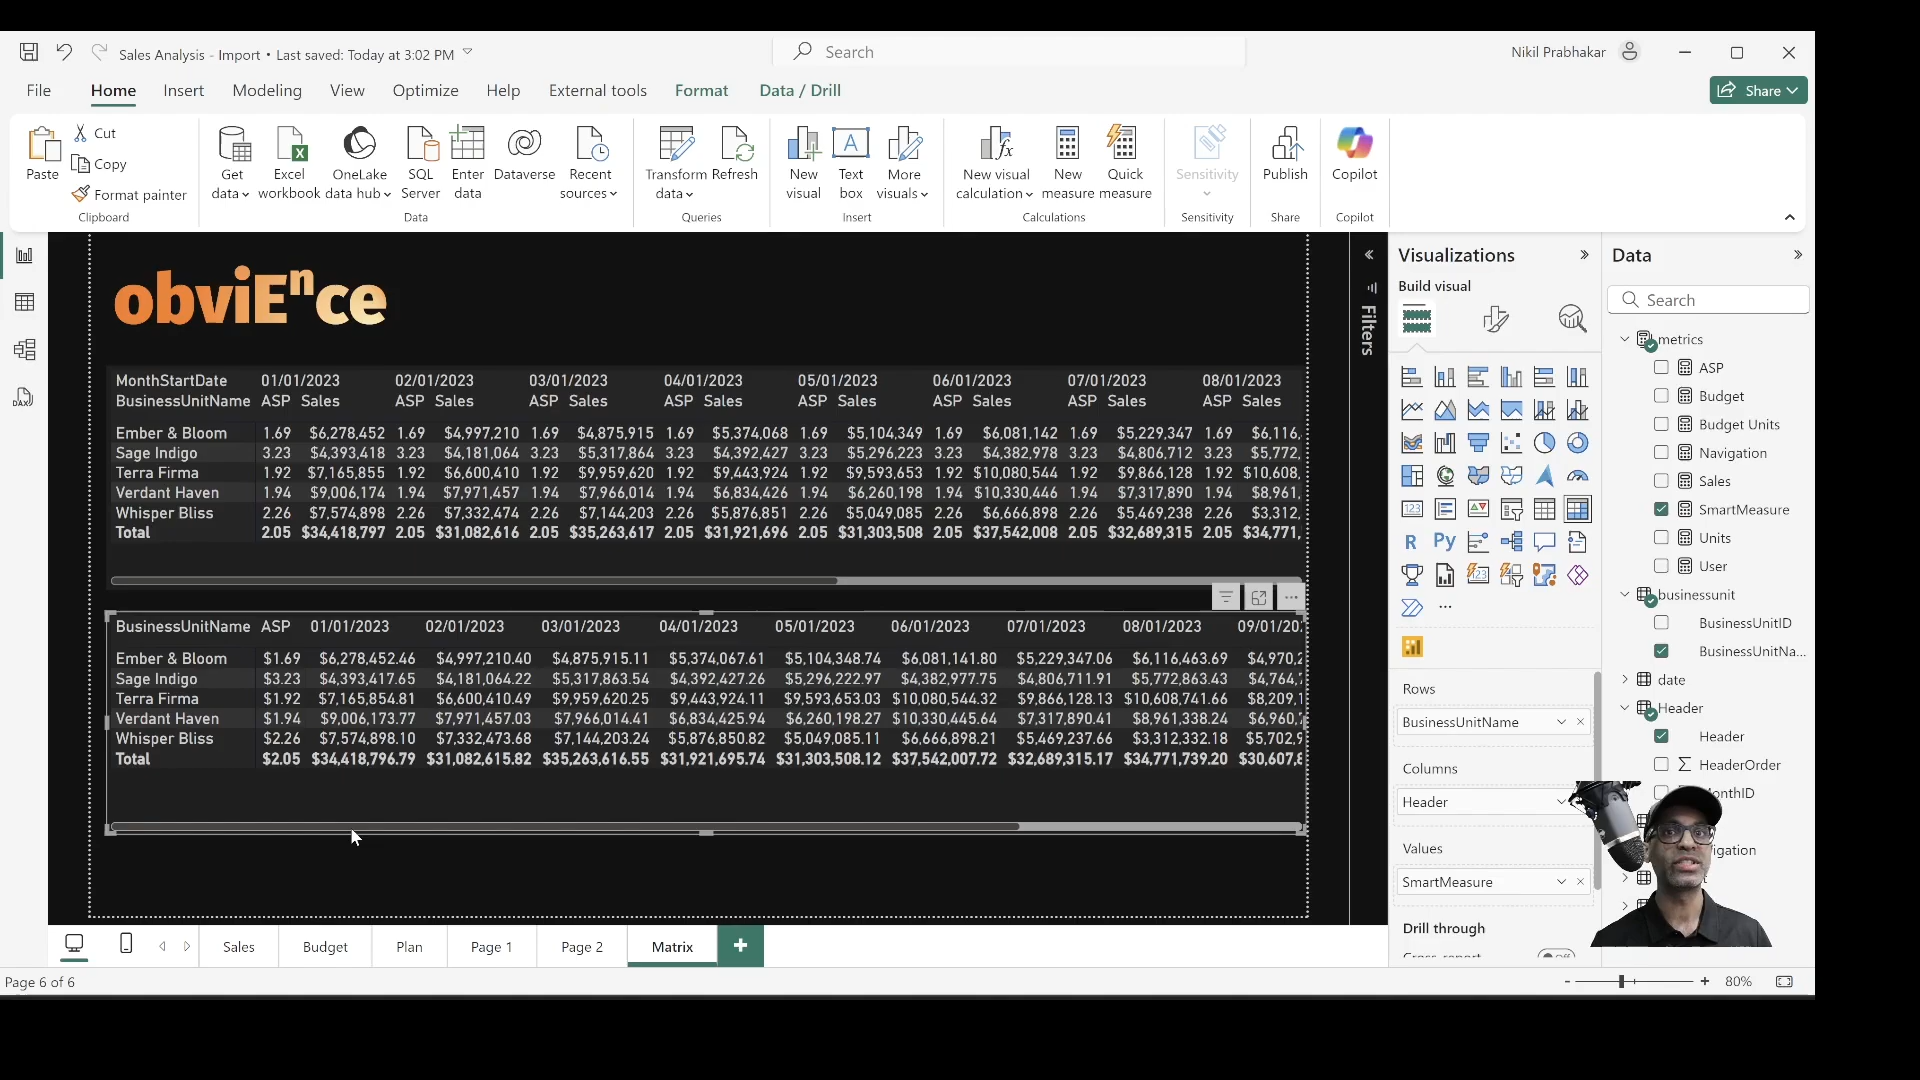 Sales Analysis - Import • Last saved: Today at 3:02 PM
Search
Nikil Prabhakar
File Home Insert Modeling View Optimize Help External tools Format Data / Drill
Share
Paste
Cut
Copy
Format painter
Clipboard
Get data
Excel workbook
OneLake data hub
SQL Server
Enter data
Dataverse
Recent sources
Data
Transform data
Refresh
Queries
New visual
Text box
More visuals
Insert
New visual calculation
New measure
Quick measure
Calculations
Sensitivity
Sensitivity
Publish
Share
Copilot
Copilot
obviEnce
MonthStartDate 01/01/2023 02/01/2023 03/01/2023 04/01/2023 05/01/2023 06/01/2023 07/01/2023 08/01/2023
BusinessUnitName ASP Sales ASP Sales ASP Sales ASP Sales ASP Sales ASP Sales ASP Sales ASP Sales
Ember & Bloom 1.69 $6,278,452 1.69 $4,997,210 1.69 $4,875,915 1.69 $5,374,068 1.69 $5,104,349 1.69 $6,081,142 1.69 $5,229,347 1.69 $6,116,
Sage Indigo 3.23 $4,393,418 3.23 $4,181,064 3.23 $5,317,864 3.23 $4,392,427 3.23 $5,296,223 3.23 $4,382,978 3.23 $4,806,712 3.23 $5,772,
Terra Firma 1.92 $7,165,855 1.92 $6,600,410 1.92 $9,959,620 1.92 $9,443,924 1.92 $9,593,653 1.92 $10,080,544 1.92 $9,866,128 1.92 $10,608,
Verdant Haven 1.94 $9,006,174 1.94 $7,971,457 1.94 $7,966,014 1.94 $6,834,426 1.94 $6,260,198 1.94 $10,330,446 1.94 $7,317,890 1.94 $8,961,
Whisper Bliss 2.26 $7,574,898 2.26 $7,332,474 2.26 $7,144,203 2.26 $5,876,851 2.26 $5,049,085 2.26 $6,666,898 2.26 $5,469,238 2.26 $3,312,
Total 2.05 $34,418,797 2.05 $31,082,616 2.05 $35,263,617 2.05 $31,921,696 2.05 $31,303,508 2.05 $37,542,008 2.05 $32,689,315 2.05 $34,771,
BusinessUnitName ASP 01/01/2023 02/01/2023 03/01/2023 04/01/2023 05/01/2023 06/01/2023 07/01/2023 08/01/2023 09/01/202
Ember & Bloom $1.69 $6,278,452.46 $4,997,210.40 $4,875,915.11 $5,374,067.61 $5,104,348.74 $6,081,141.80 $5,229,347.06 $6,116,463.69 $4,970,2
Sage Indigo $3.23 $4,393,417.65 $4,181,064.22 $5,317,863.54 $4,392,427.26 $5,296,222.97 $4,382,977.75 $4,806,711.91 $5,772,863.43 $4,764,
Terra Firma $1.92 $7,165,854.81 $6,600,410.49 $9,959,620.25 $9,443,924.11 $9,593,653.03 $10,080,544.32 $9,866,128.13 $10,608,741.66 $8,209,1
Verdant Haven $1.94 $9,006,173.77 $7,971,457.03 $7,966,014.41 $6,834,425.94 $6,260,198.27 $10,330,445.64 $7,317,890.41 $8,961,338.24 $6,960,
Whisper Bliss $2.26 $7,574,898.10 $7,332,473.68 $7,144,203.24 $5,876,850.82 $5,049,085.11 $6,666,898.21 $5,469,237.66 $3,312,332.18 $5,702,9
Total $2.05 $34,418,796.79 $31,082,615.82 $35,263,616.55 $31,921,695.74 $31,303,508.12 $37,542,007.72 $32,689,315.17 $34,771,739.20 $30,607,8
Filters
Visualizations
Build visual
Rows
BusinessUnitName
Columns
Header
Values
SmartMeasure
Drill through
Data
Search
metrics
ASP
Budget
Budget Units
Navigation
Sales
SmartMeasure
Units
User
businessunit
BusinessUnitID
BusinessUnitNa...
date
Header
Header
HeaderOrder
MonthID
Sales Budget Plan Page 1 Page 2 Matrix
Page 6 of 6
80%